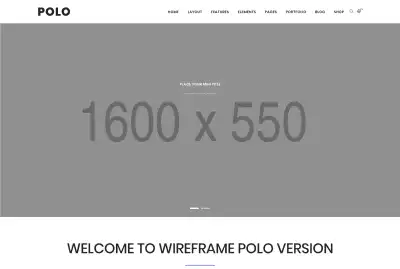 POLO
HOME LAYOUT FEATURES ELEMENTS PAGES PORTFOLIO BLOG SHOP
PLACE YOUR MINI TITLE
1600 x 550
WELCOME TO WIREFRAME POLO VERSION